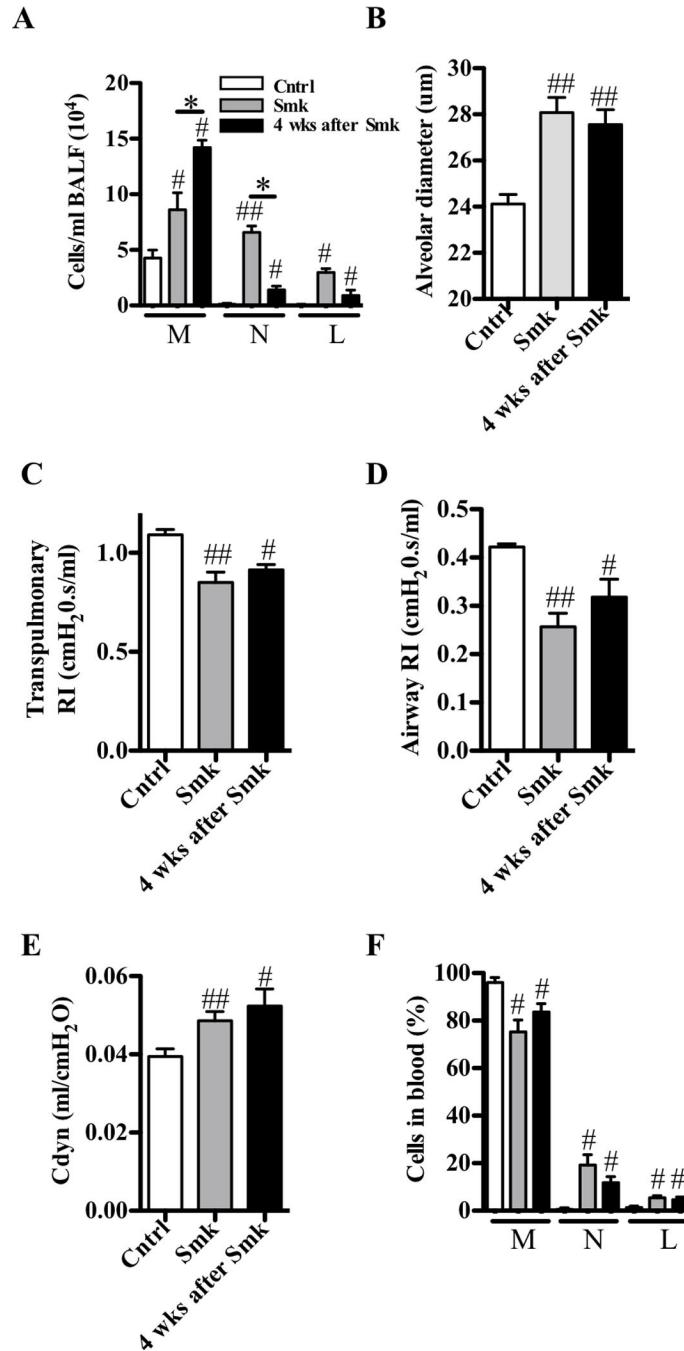 A
Cells/ml BALF (10⁴)
20
15
10
5
0
Cntrl
Smk
4 wks after Smk
*
#
#
##
*
#
#
#
M
N
L
B
Alveolar diameter (um)
30
28
26
24
22
20
##
##
Cntrl
Smk
4 wks after Smk
C
Transpulmonary
RI (cmH₂0.s/ml)
1.0
0.5
0.0
##
#
Cntrl
Smk
4 wks after Smk
D
Airway RI (cmH₂0.s/ml)
0.5
0.4
0.3
0.2
0.1
0.0
##
#
Cntrl
Smk
4 wks after Smk
E
Cdyn (ml/cmH₂O)
0.06
0.04
0.02
0.00
##
#
Cntrl
Smk
4 wks after Smk
F
Cells in blood (%)
100
80
60
40
20
0
#
#
#
#
#
#
M
N
L